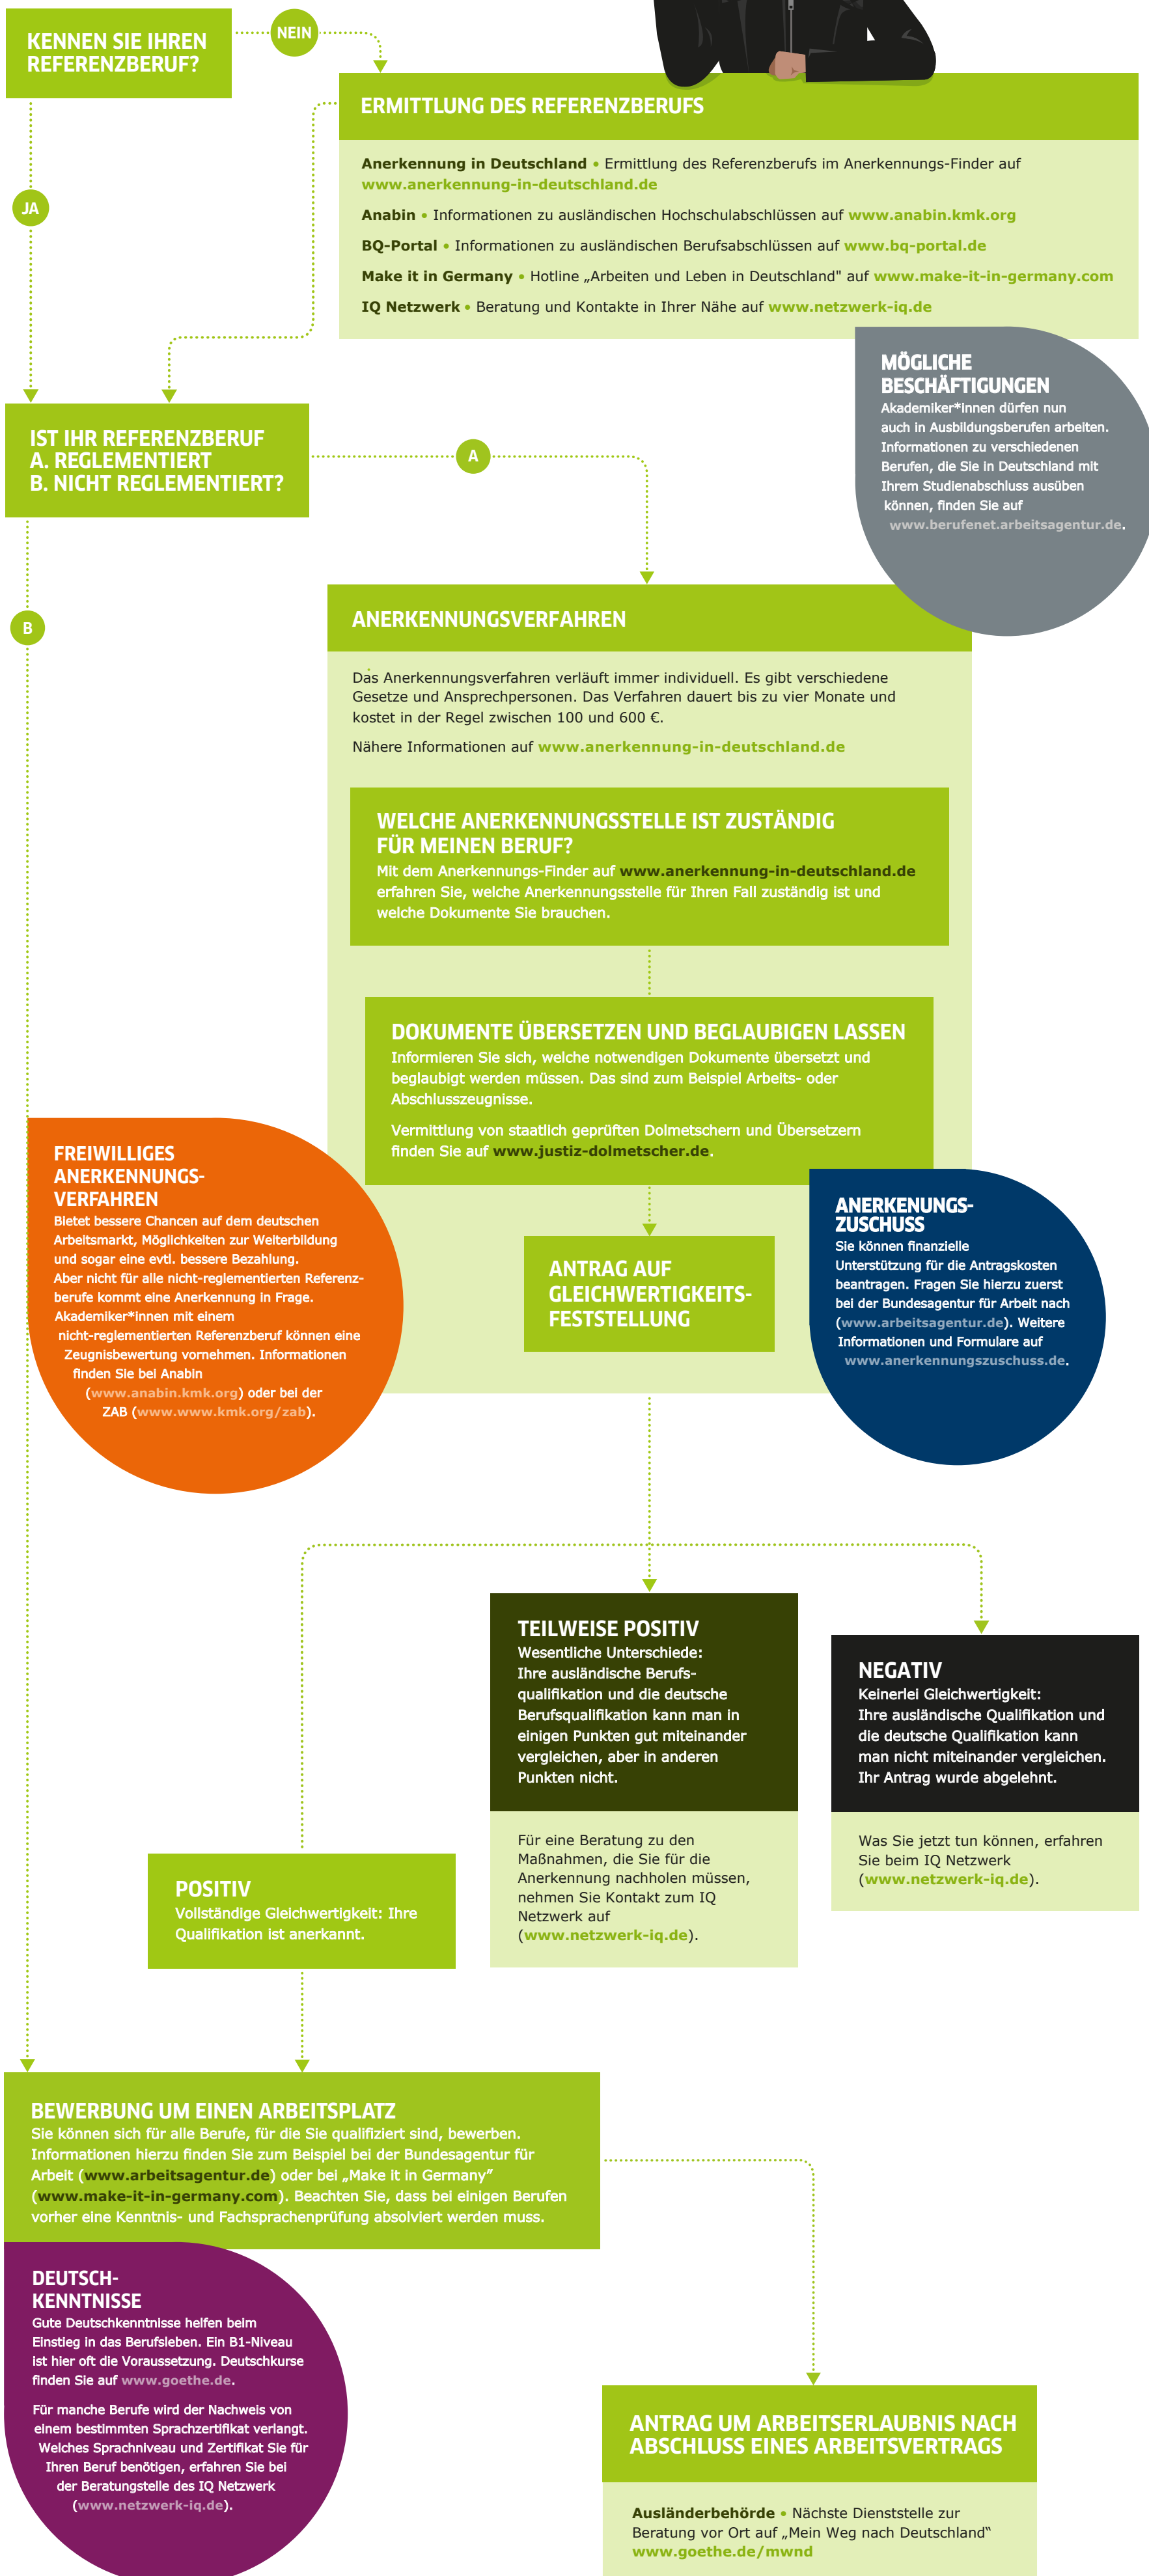 KENNEN SIE IHREN
REFERENZBERUF?
NEIN
JA
ERMITTLUNG DES REFERENZBERUFS
Anerkennung in Deutschland • Ermittlung des Referenzberufs im Anerkennungs-Finder auf
www.anerkennung-in-deutschland.de
Anabin • Informationen zu ausländischen Hochschulabschlüssen auf www.anabin.kmk.org
BQ-Portal • Informationen zu ausländischen Berufsabschlüssen auf www.bq-portal.de
Make it in Germany • Hotline „Arbeiten und Leben in Deutschland" auf www.make-it-in-germany.com
IQ Netzwerk • Beratung und Kontakte in Ihrer Nähe auf www.netzwerk-iq.de
MÖGLICHE
BESCHÄFTIGUNGEN
Akademiker*innen dürfen nun
auch in Ausbildungsberufen arbeiten.
Informationen zu verschiedenen
Berufen, die Sie in Deutschland mit
Ihrem Studienabschluss ausüben
können, finden Sie auf
www.berufenet.arbeitsagentur.de.
IST IHR REFERENZBERUF
A. REGLEMENTIERT
B. NICHT REGLEMENTIERT?
A
B
ANERKENNUNGSVERFAHREN
Das Anerkennungsverfahren verläuft immer individuell. Es gibt verschiedene
Gesetze und Ansprechpersonen. Das Verfahren dauert bis zu vier Monate und
kostet in der Regel zwischen 100 und 600 €.
Nähere Informationen auf www.anerkennung-in-deutschland.de
WELCHE ANERKENNUNGSSTELLE IST ZUSTÄNDIG
FÜR MEINEN BERUF?
Mit dem Anerkennungs-Finder auf www.anerkennung-in-deutschland.de
erfahren Sie, welche Anerkennungsstelle für Ihren Fall zuständig ist und
welche Dokumente Sie brauchen.
DOKUMENTE ÜBERSETZEN UND BEGLAUBIGEN LASSEN
Informieren Sie sich, welche notwendigen Dokumente übersetzt und
beglaubigt werden müssen. Das sind zum Beispiel Arbeits- oder
Abschlusszeugnisse.
Vermittlung von staatlich geprüften Dolmetschern und Übersetzern
finden Sie auf www.justiz-dolmetscher.de.
FREIWILLIGES
ANERKENNUNGS-
VERFAHREN
Bietet bessere Chancen auf dem deutschen
Arbeitsmarkt, Möglichkeiten zur Weiterbildung
und sogar eine evtl. bessere Bezahlung.
Aber nicht für alle nicht-reglementierten Referenz-
berufe kommt eine Anerkennung in Frage.
Akademiker*innen mit einem
nicht-reglementierten Referenzberuf können eine
Zeugnisbewertung vornehmen. Informationen
finden Sie bei Anabin
(www.anabin.kmk.org) oder bei der
ZAB (www.www.kmk.org/zab).
ANTRAG AUF
GLEICHWERTIGKEITS-
FESTSTELLUNG
ANERKENUNGS-
ZUSCHUSS
Sie können finanzielle
Unterstützung für die Antragskosten
beantragen. Fragen Sie hierzu zuerst
bei der Bundesagentur für Arbeit nach
(www.arbeitsagentur.de). Weitere
Informationen und Formulare auf
www.anerkennungszuschuss.de.
TEILWEISE POSITIV
Wesentliche Unterschiede:
Ihre ausländische Berufs-
qualifikation und die deutsche
Berufsqualifikation kann man in
einigen Punkten gut miteinander
vergleichen, aber in anderen
Punkten nicht.
Für eine Beratung zu den
Maßnahmen, die Sie für die
Anerkennung nachholen müssen,
nehmen Sie Kontakt zum IQ
Netzwerk auf
(www.netzwerk-iq.de).
NEGATIV
Keinerlei Gleichwertigkeit:
Ihre ausländische Qualifikation und
die deutsche Qualifikation kann
man nicht miteinander vergleichen.
Ihr Antrag wurde abgelehnt.
Was Sie jetzt tun können, erfahren
Sie beim IQ Netzwerk
(www.netzwerk-iq.de).
POSITIV
Vollständige Gleichwertigkeit: Ihre
Qualifikation ist anerkannt.
BEWERBUNG UM EINEN ARBEITSPLATZ
Sie können sich für alle Berufe, für die Sie qualifiziert sind, bewerben.
Informationen hierzu finden Sie zum Beispiel bei der Bundesagentur für
Arbeit (www.arbeitsagentur.de) oder bei „Make it in Germany”
(www.make-it-in-germany.com). Beachten Sie, dass bei einigen Berufen
vorher eine Kenntnis- und Fachsprachenprüfung absolviert werden muss.
DEUTSCH-
KENNTNISSE
Gute Deutschkenntnisse helfen beim
Einstieg in das Berufsleben. Ein B1-Niveau
ist hier oft die Voraussetzung. Deutschkurse
finden Sie auf www.goethe.de.
Für manche Berufe wird der Nachweis von
einem bestimmten Sprachzertifikat verlangt.
Welches Sprachniveau und Zertifikat Sie für
Ihren Beruf benötigen, erfahren Sie bei
der Beratungstelle des IQ Netzwerk
(www.netzwerk-iq.de).
ANTRAG UM ARBEITSERLAUBNIS NACH
ABSCHLUSS EINES ARBEITSVERTRAGS
Ausländerbehörde • Nächste Dienststelle zur
Beratung vor Ort auf „Mein Weg nach Deutschland“
www.goethe.de/mwnd